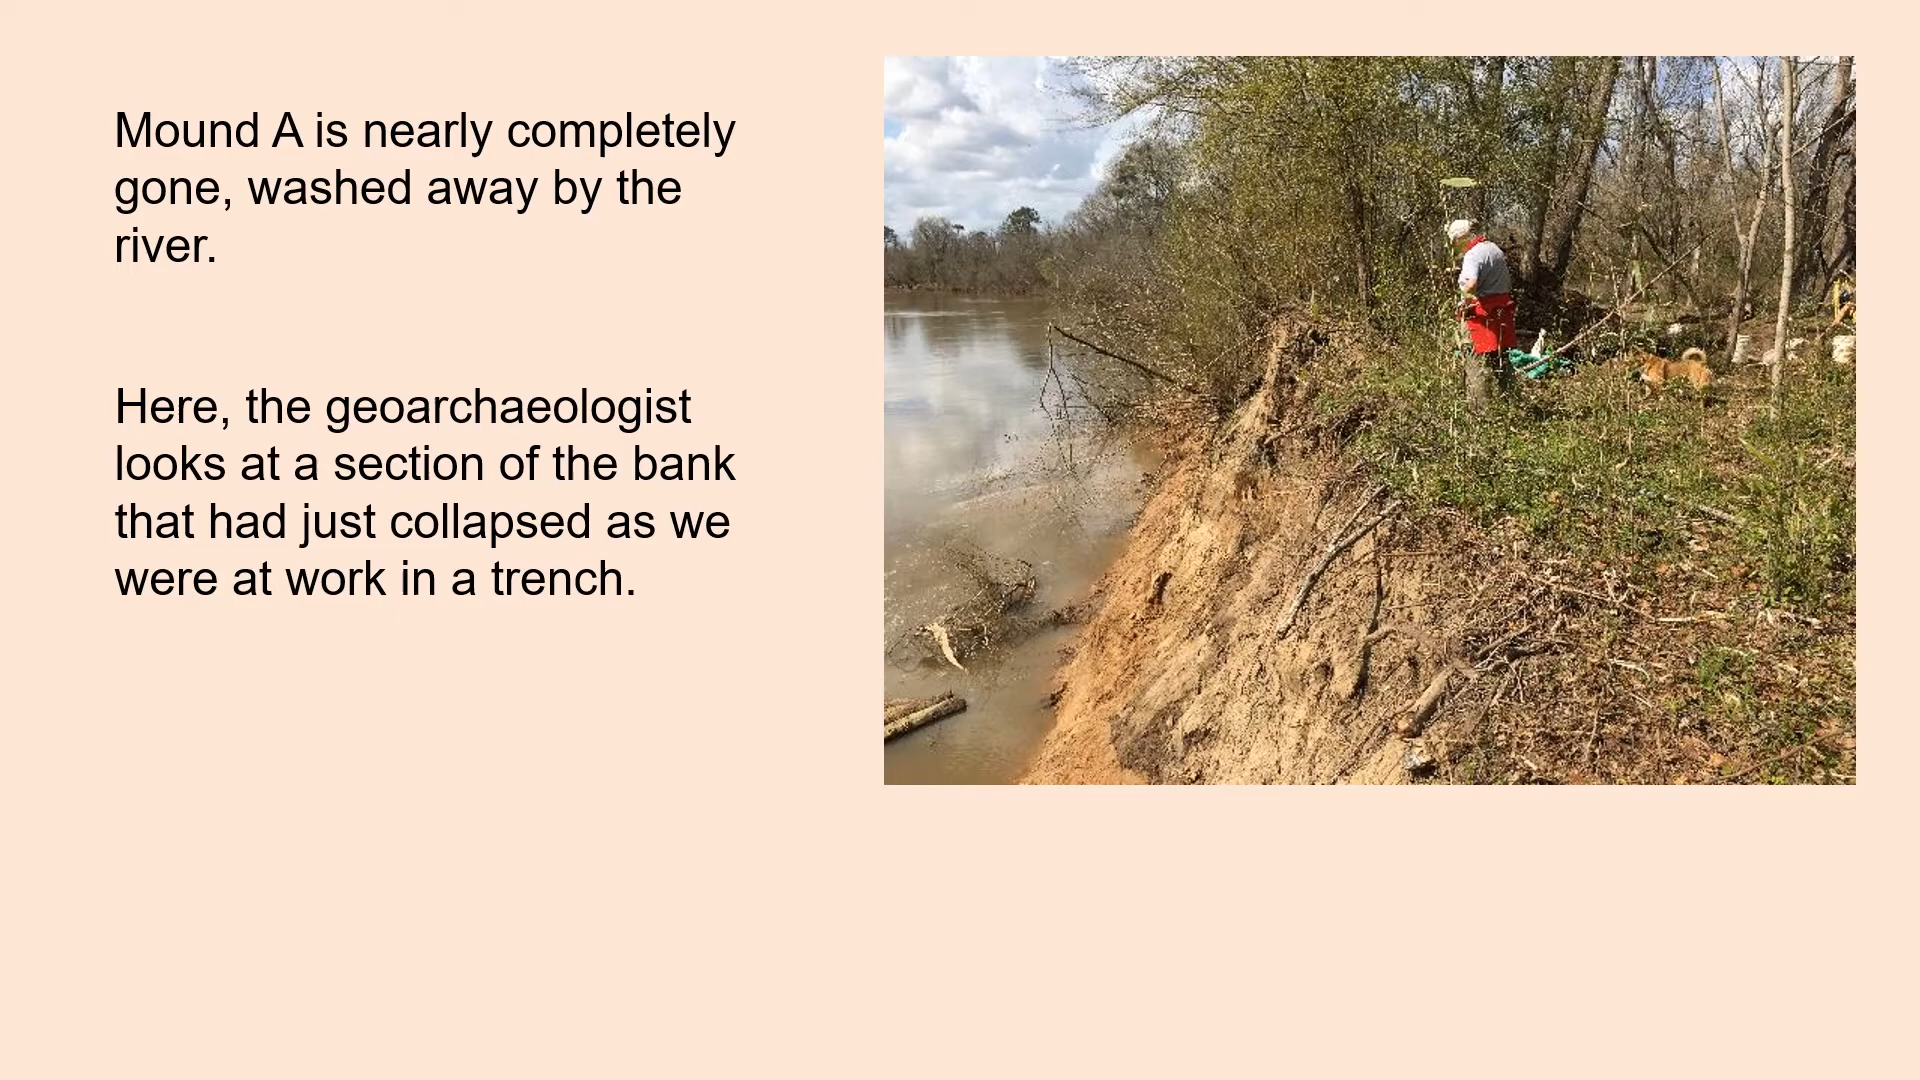 Mound A is nearly completely
gone, washed away by the
river.
Here, the geoarchaeologist
looks at a section of the bank
that had just collapsed as we
were at work in a trench.